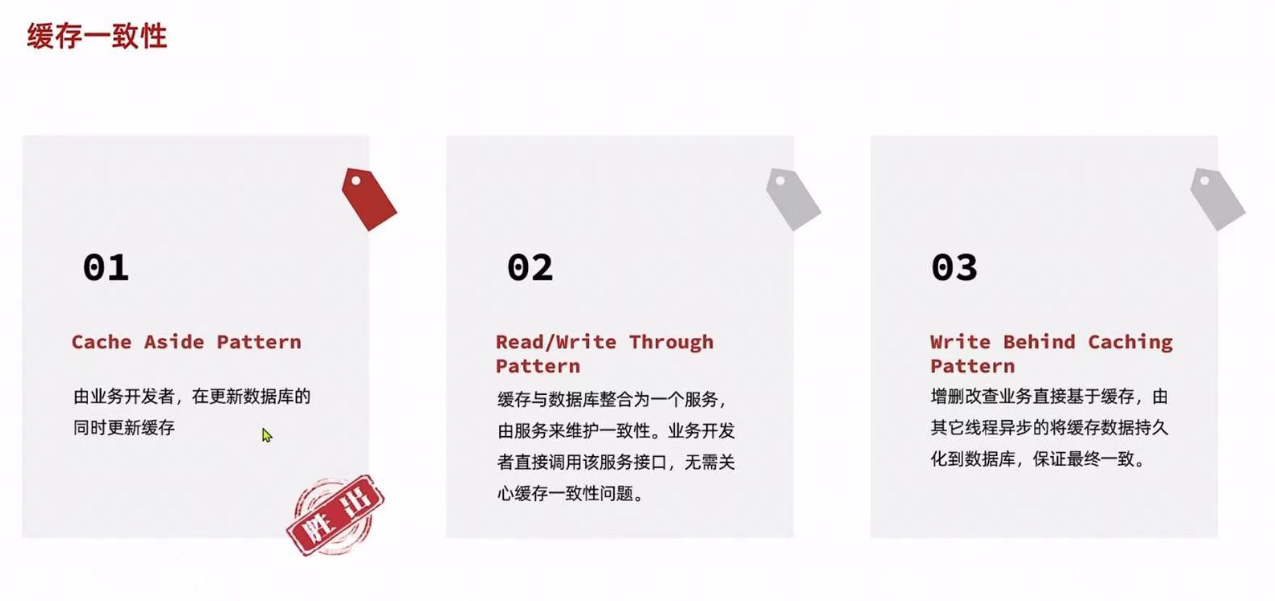 缓存一致性
01
Cache Aside Pattern
由业务开发者，在更新数据库的
同时更新缓存
胜出
02
Read/Write Through
Pattern
缓存与数据库整合为一个服务，
由服务来维护一致性。业务开发
者直接调用该服务接口，无需关
心缓存一致性问题。
03
Write Behind Caching
Pattern
增删改查业务直接基于缓存，由
其它线程异步的将缓存数据持久
化到数据库，保证最终一致。